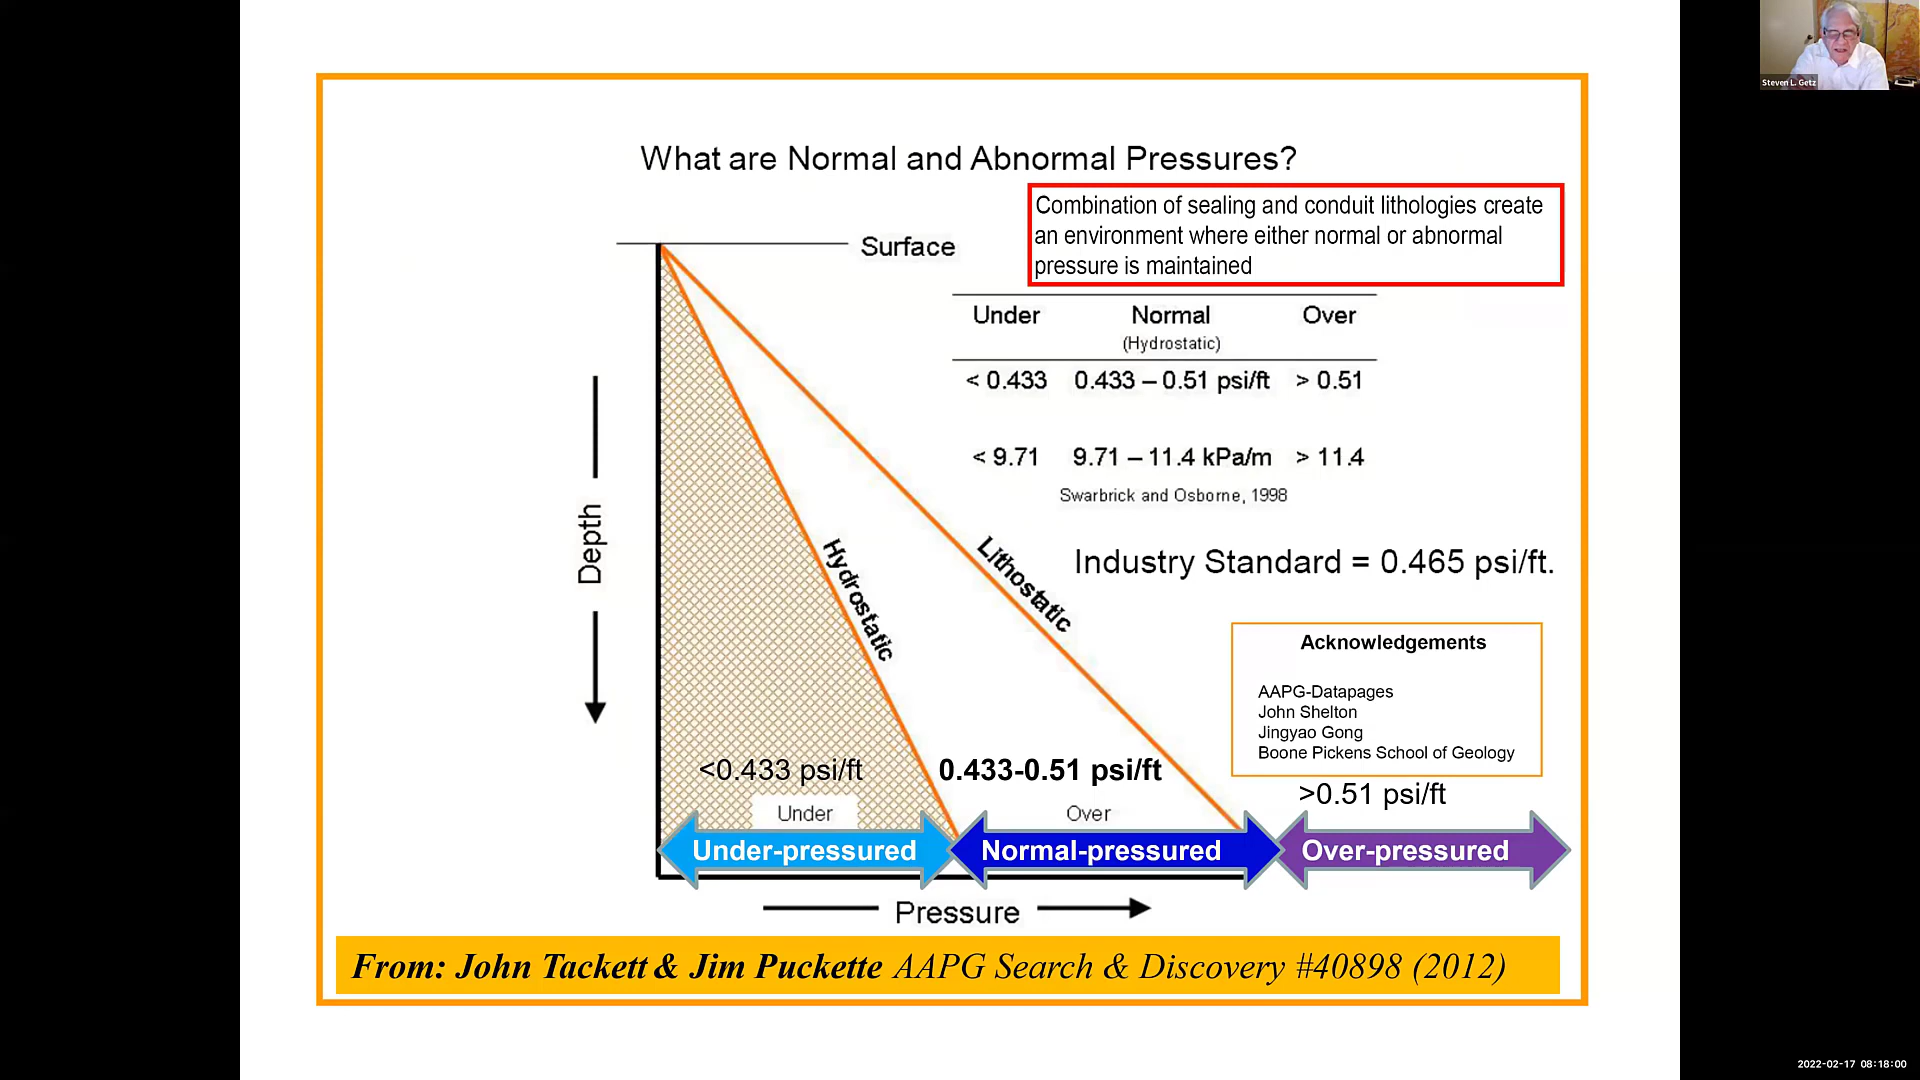 What are Normal and Abnormal Pressures?
Combination of sealing and conduit lithologies create
an environment where either normal or abnormal
pressure is maintained
Surface
Under Normal Over
(Hydrostatic)
< 0.433 0.433 – 0.51 psi/ft > 0.51
< 9.71 9.71 – 11.4 kPa/m > 11.4
Swarbrick and Osborne, 1998
Depth
Hydrostatic
Lithostatic
Industry Standard = 0.465 psi/ft.
Acknowledgements
AAPG-Datapages
John Shelton
Jingyao Gong
Boone Pickens School of Geology
<0.433 psi/ft 0.433-0.51 psi/ft >0.51 psi/ft
Under Over
Under-pressured Normal-pressured Over-pressured
Pressure
From: John Tackett & Jim Puckette AAPG Search & Discovery #40898 (2012)
Steven L. Getz
2022-02-17 08:18:00